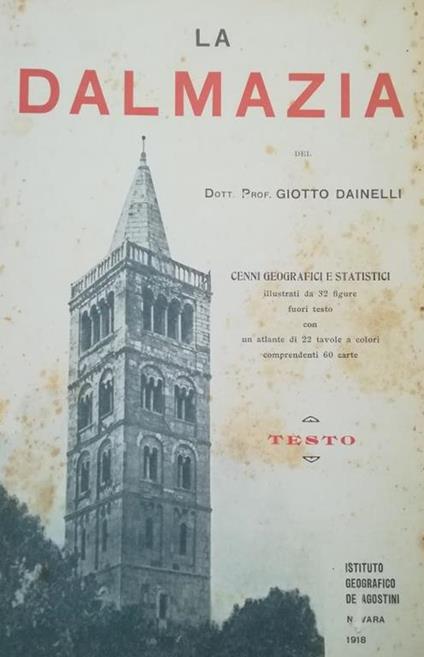 LA
DALMAZIA
DEL
DOTT. PROF. GIOTTO DAINELLI
CENNI GEOGRAFICI E STATISTICI
illustrati da 32 figure
fuori testo
con
un atlante di 22 tavole a colori
comprendenti 60 carte
TESTO
ISTITUTO
GEOGRAFICO
DE AGOSTINI
N VARA
1918